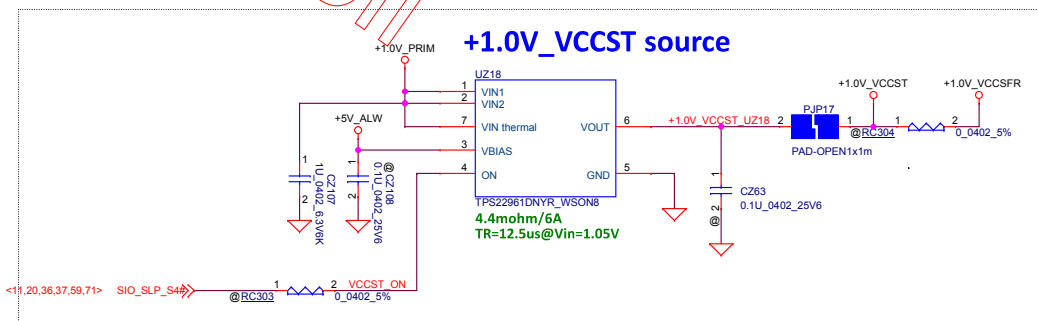 +1.0V_VCCST source
+1.0V_PRIM
UZ18
1 VIN1
2 VIN2
7 VIN thermal
3 VBIAS
4 ON
VOUT 6
GND 5
TPS22961DNYR_WSON8
4.4mohm/6A
TR=12.5us@Vin=1.05V
+5V_ALW
1
2
CZ107
1U_0402_6.3V6K
1
2
@CZ108
0.1U_0402_25V6
+1.0V_VCCST_UZ18
2 PJP17 1
PAD-OPEN1x1m
+1.0V_VCCST
+1.0V_VCCSFR
@RC304
1 2
0_0402_5%
1
@ 2
CZ63
0.1U_0402_25V6
<11,20,36,37,59,71> SIO_SLP_S4#
1 2
@RC303
0_0402_5%
VCCST_ON